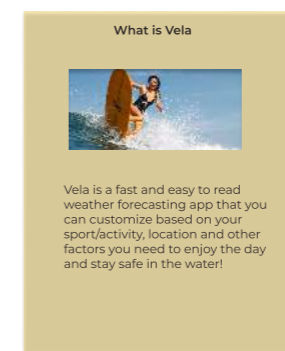 What is Vela
Vela is a fast and easy to read
weather forecasting app that you
can customize based on your
sport/activity, location and other
factors you need to enjoy the day
and stay safe in the water!